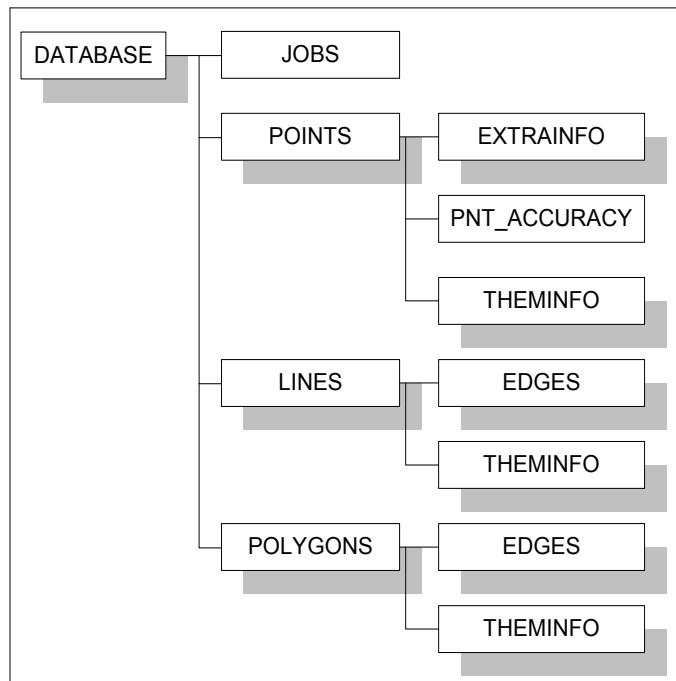 DATABASE
JOBS
POINTS
EXTRAINFO
PNT_ACCURACY
THEMINFO
LINES
EDGES
THEMINFO
POLYGONS
EDGES
THEMINFO